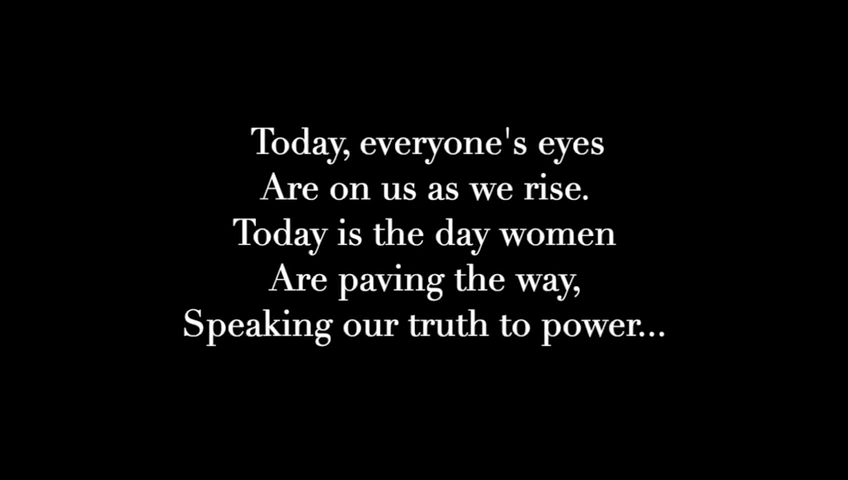 Today, everyone's eyes
Are on us as we rise.
Today is the day women
Are paving the way,
Speaking our truth to power...